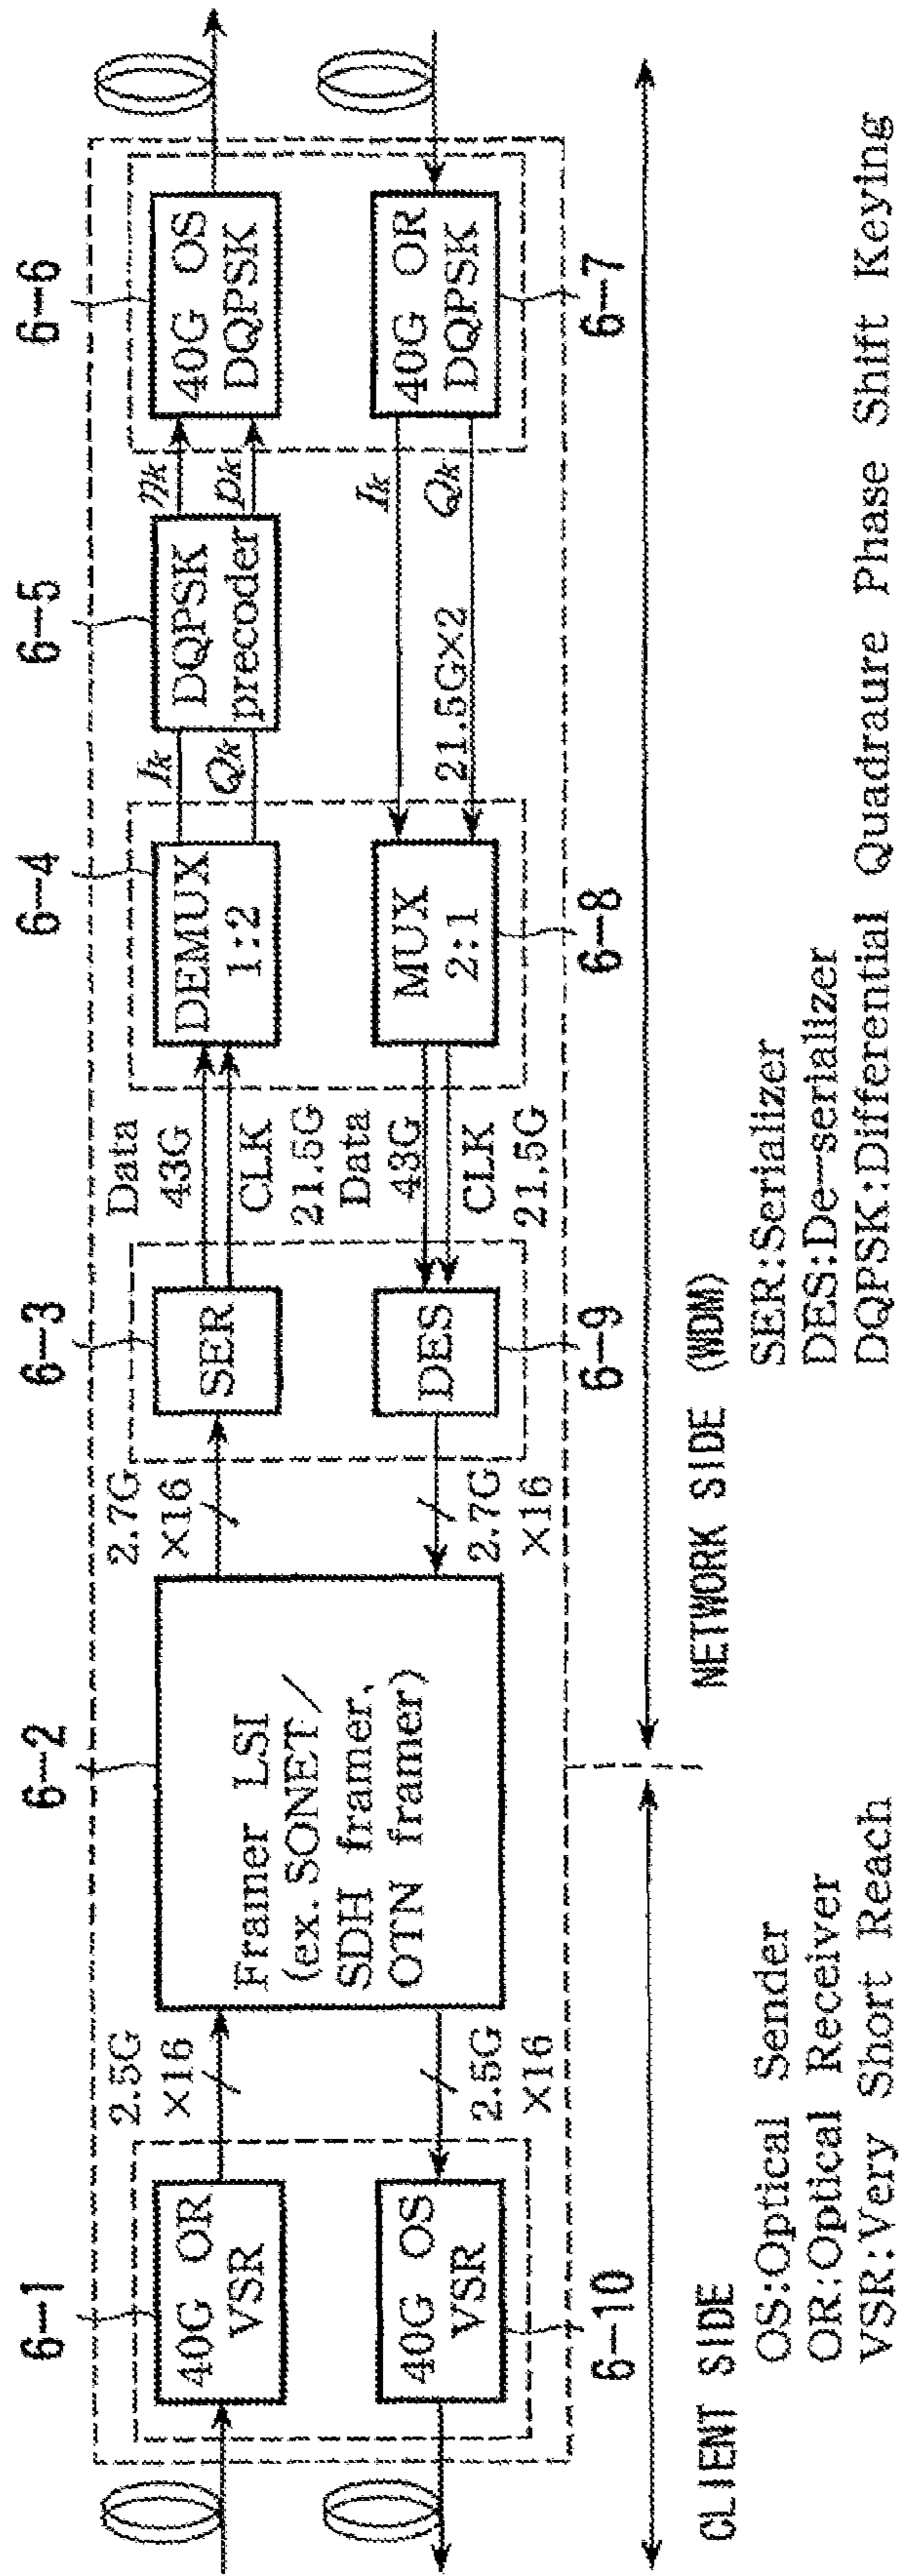 6-1
6-2
6-3
6-4
6-5
6-6
40G OR
VSR
2.5G
×16
Framer LSI
(ex. SONET/
SDH framer,
OTN framer)
2.7G
×16
SER
Data
43G
CLK
21.5G
DEMUX
1:2
Ik
Qk
DQPSK
precoder
ηk
ρk
40G OS
DQPSK
40G OS
VSR
2.5G
×16
2.7G
×16
DES
Data
43G
CLK
21.5G
MUX
2:1
Ik
Qk
21.5G×2
40G OR
DQPSK
6-10
6-9
6-8
6-7
CLIENT SIDE
NETWORK SIDE (WDM)
OS:Optical Sender
OR:Optical Receiver
VSR:Very Short Reach
SER:Serializer
DES:De-serializer
DQPSK:Differential Quadraure Phase Shift Keying